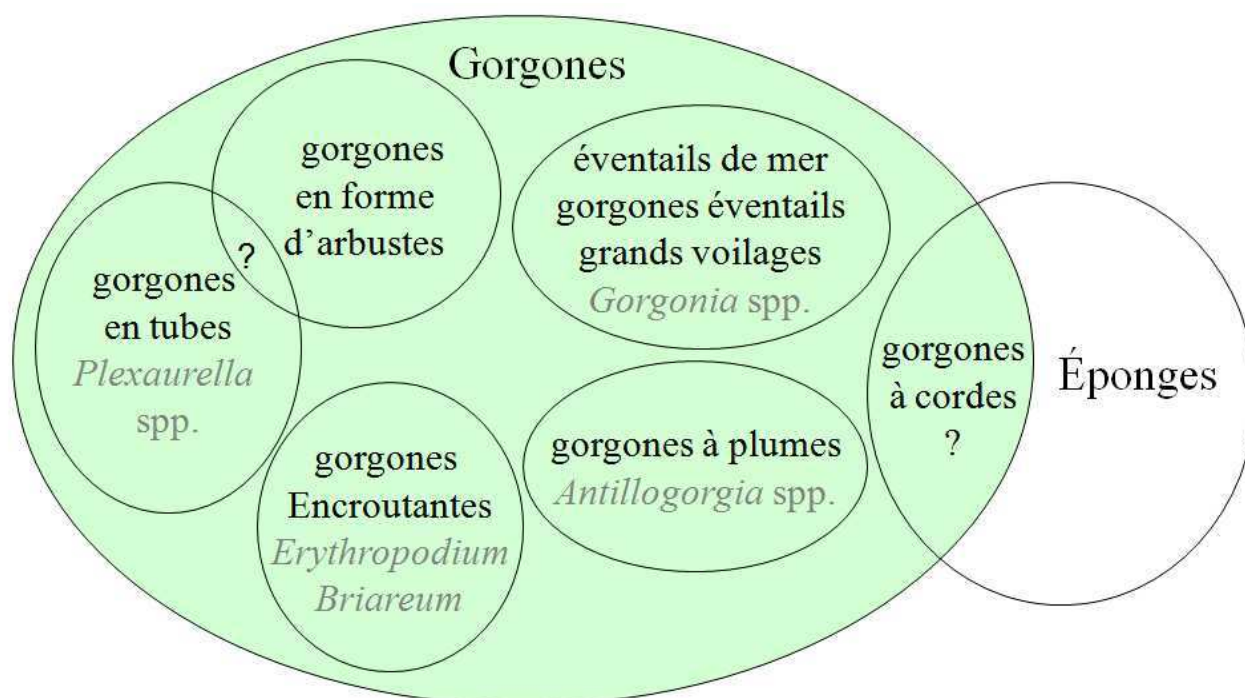 Gorgones
gorgones
en forme
d’arbustes
éventails de mer
gorgones éventails
grands voilages
Gorgonia spp.
?
gorgones
en tubes
Plexaurella
spp.
gorgones
à cordes
?
Éponges
gorgones
Encroutantes
Erythropodium
Briareum
gorgones à plumes
Antillogorgia spp.